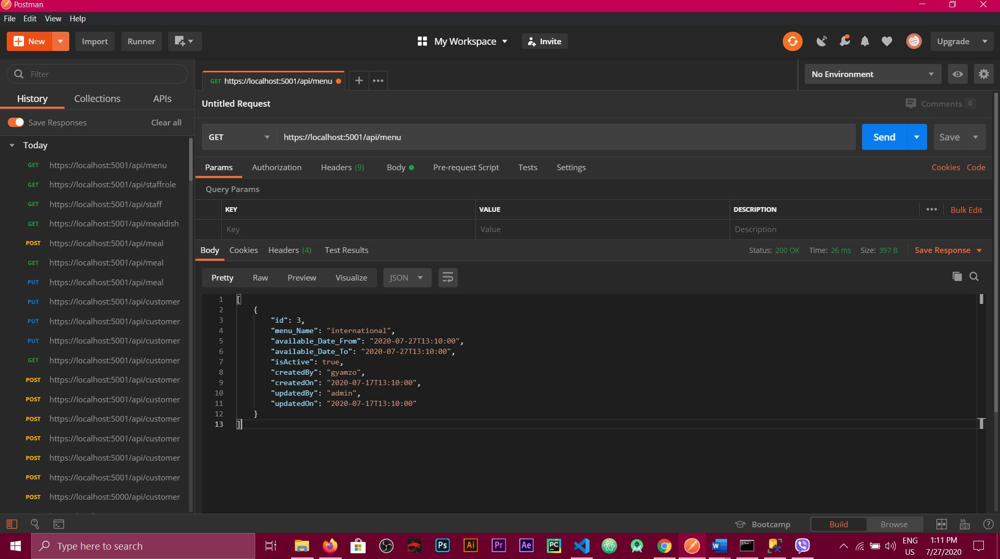 Postman
File Edit View Help
New Import Runner My Workspace Invite Upgrade
Filter
GET https://localhost:5001/api/menu
No Environment
History Collections APIs
Untitled Request
Comments 0
Save Responses Clear all
GET https://localhost:5001/api/menu Send Save
Today
GET https://localhost:5001/api/menu
GET https://localhost:5001/api/staffrole
GET https://localhost:5001/api/staff
GET https://localhost:5001/api/mealdish
POST https://localhost:5001/api/meal
GET https://localhost:5001/api/meal
PUT https://localhost:5001/api/meal
PUT https://localhost:5001/api/customer
PUT https://localhost:5001/api/customer
PUT https://localhost:5001/api/customer
GET https://localhost:5001/api/customer
POST https://localhost:5001/api/customer
POST https://localhost:5001/api/customer
POST https://localhost:5001/api/customer
POST https://localhost:5001/api/customer
POST https://localhost:5001/api/customer
POST https://localhost:5001/api/customer
POST https://localhost:5000/api/customer
Params Authorization Headers (9) Body Pre-request Script Tests Settings Cookies Code
Query Params
KEY VALUE DESCRIPTION Bulk Edit
Key Value Description
Body Cookies Headers (4) Test Results Status: 200 OK Time: 26 ms Size: 397 B Save Response
Pretty Raw Preview Visualize JSON
1 [
2 {
3 "id": 3,
4 "menu_Name": "international",
5 "available_Date_From": "2020-07-27T13:10:00",
6 "available_Date_To": "2020-07-27T13:10:00",
7 "isActive": true,
8 "createdBy": "gyamzo",
9 "createdOn": "2020-07-17T13:10:00",
10 "updatedBy": "admin",
11 "updatedOn": "2020-07-17T13:10:00"
12 }
13 ]
Bootcamp Build Browse
Type here to search
Ps Ai Pr Ae PC W
ENG
US
1:11 PM
7/27/2020